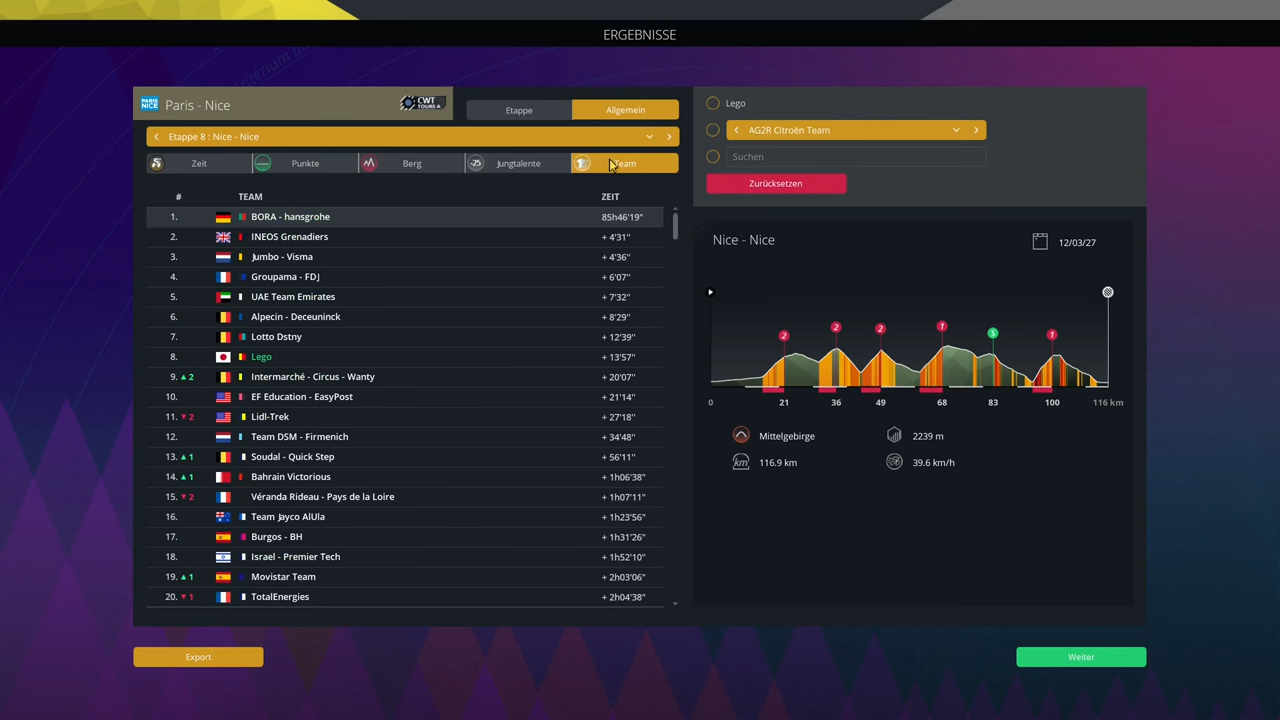 ERGEBNISSE
Paris - Nice
PARIS NICE
CWT TOURS A
Etappe
Allgemein
Etappe 8 : Nice - Nice
Zeit
Punkte
Berg
-25
Jungtalente
Team
# TEAM ZEIT
1. BORA - hansgrohe 85h46'19''
2. INEOS Grenadiers + 4'31''
3. Jumbo - Visma + 4'36''
4. Groupama - FDJ + 6'07''
5. UAE Team Emirates + 7'32''
6. Alpecin - Deceuninck + 8'29''
7. Lotto Dstny + 12'39''
8. Lego + 13'57''
9. ▲ 2 Intermarché - Circus - Wanty + 20'07''
10. EF Education - EasyPost + 21'14''
11. ▼ 2 Lidl-Trek + 27'18''
12. Team DSM - Firmenich + 34'48''
13. ▲ 1 Soudal - Quick Step + 56'11''
14. ▲ 1 Bahrain Victorious + 1h06'38''
15. ▼ 2 Véranda Rideau - Pays de la Loire + 1h07'11''
16. Team Jayco AlUla + 1h23'56''
17. Burgos - BH + 1h31'26''
18. Israel - Premier Tech + 1h52'10''
19. ▲ 1 Movistar Team + 2h03'06''
20. ▼ 1 TotalEnergies + 2h04'38''
Lego
AG2R Citroën Team
Suchen
Zurücksetzen
Nice - Nice
12/03/27
2 2 2 1 S 1
0 21 36 49 68 83 100 116 km
Mittelgebirge
2239 m
km 116.9 km
39.6 km/h
Export
Weiter